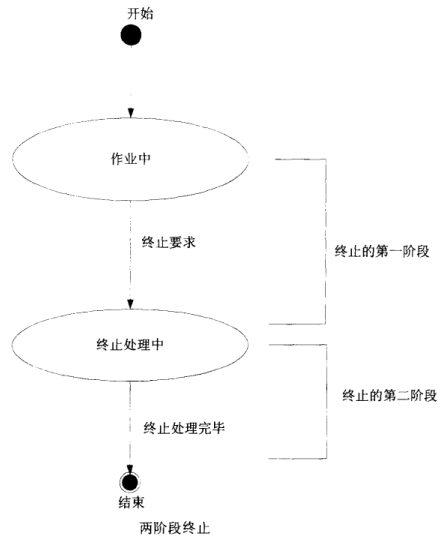 开始
作业中
终止要求
终止的第一阶段
终止处理中
终止的第二阶段
终止处理完毕
结束
两阶段终止